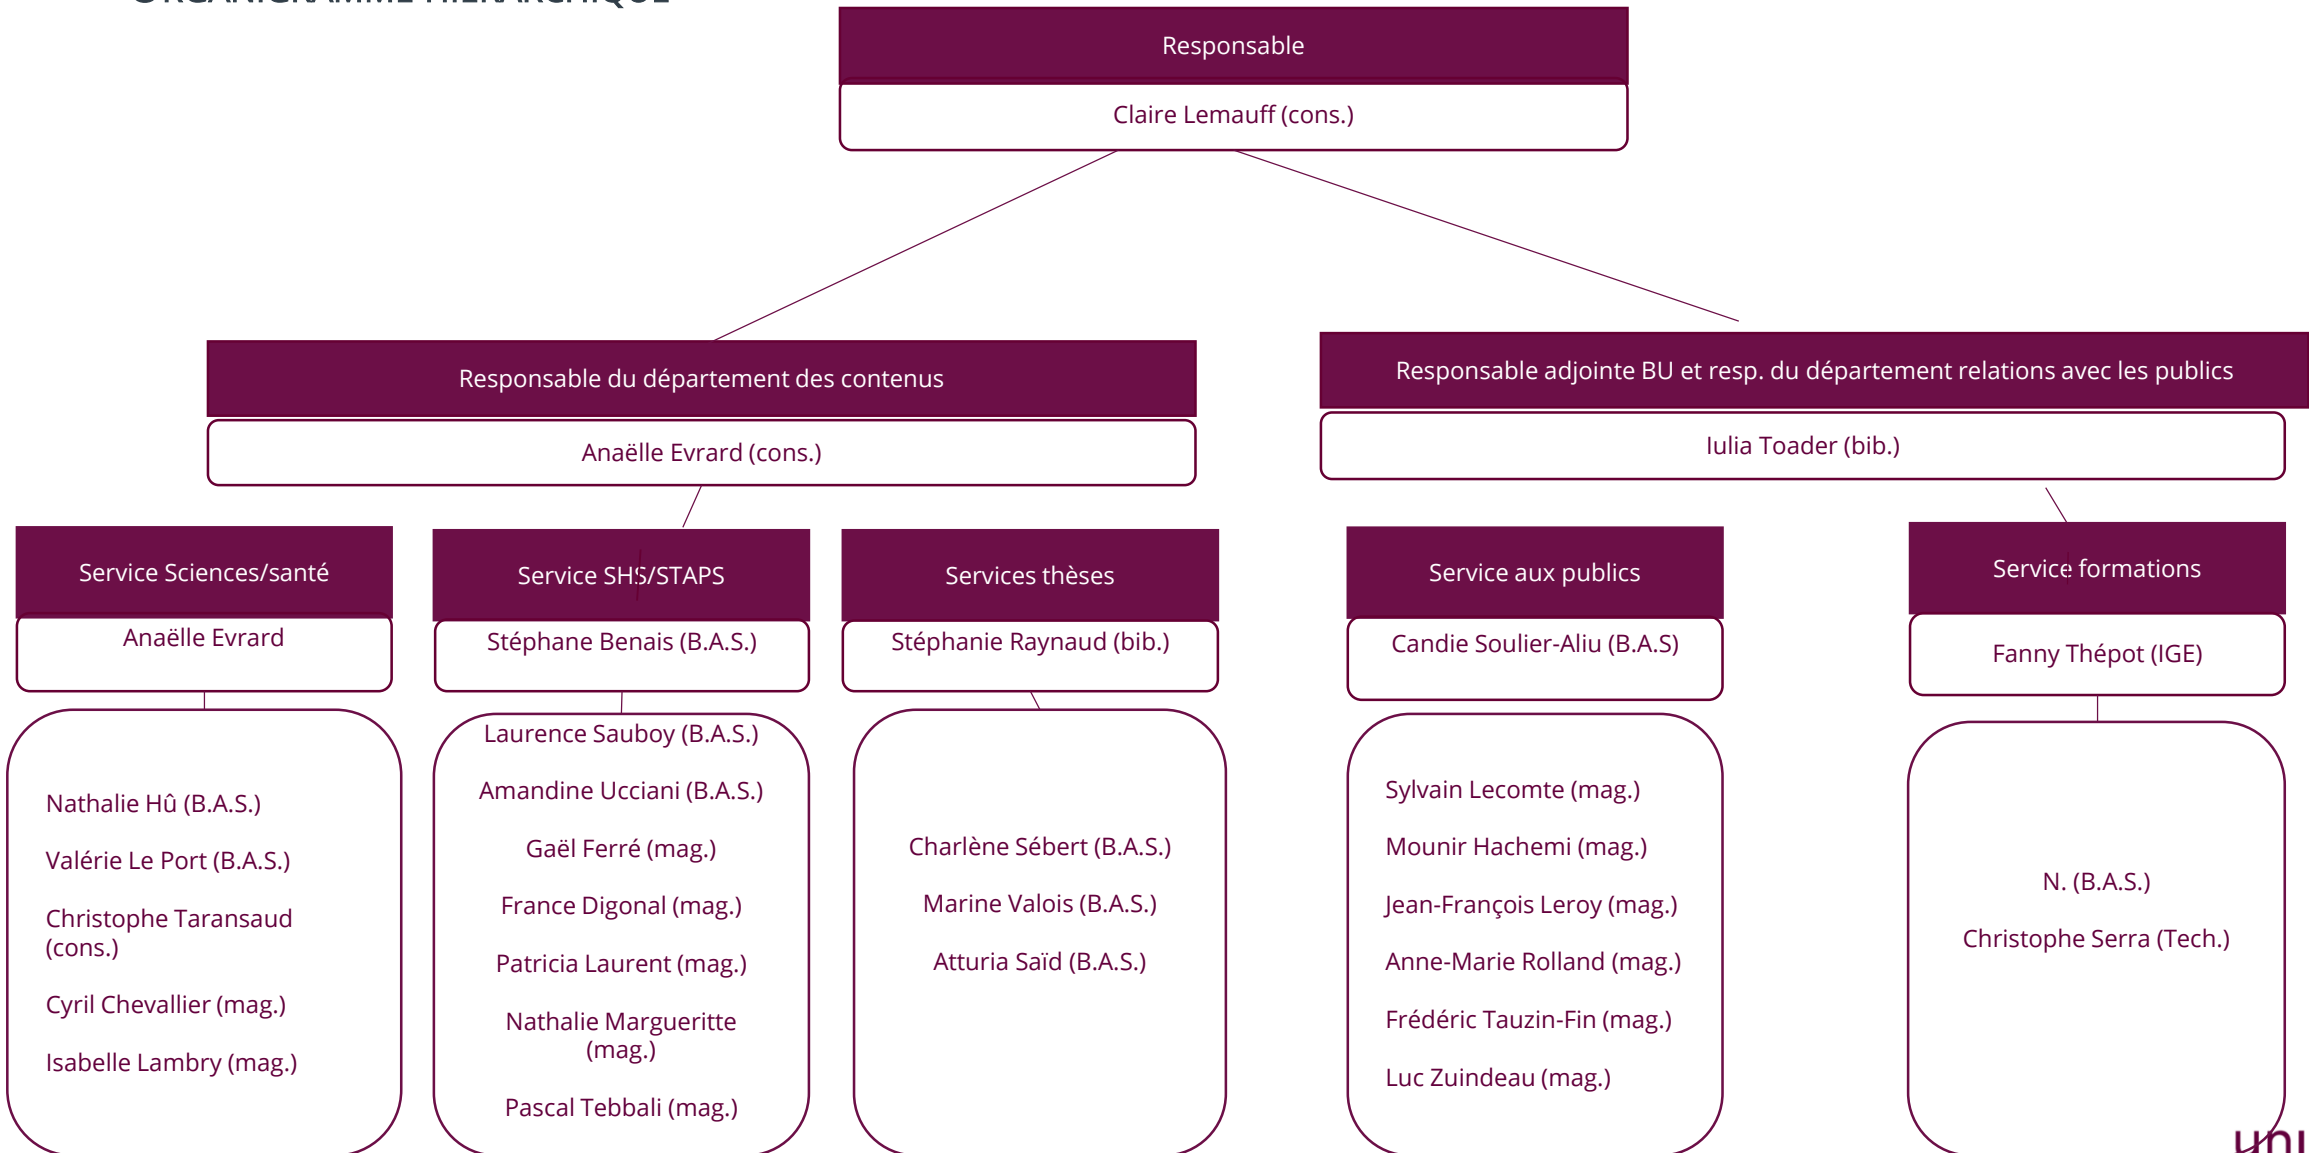 ORGANIGRAMME HIERARCHIQUE
Responsable
Claire Lemauff (cons.)
Responsable du département des contenus
Anaëlle Evrard (cons.)
Responsable adjointe BU et resp. du département relations avec les publics
Iulia Toader (bib.)
Service Sciences/santé
Anaëlle Evrard
Nathalie Hû (B.A.S.)
Valérie Le Port (B.A.S.)
Christophe Taransaud
(cons.)
Cyril Chevallier (mag.)
Isabelle Lambry (mag.)
Service SHS/STAPS
Stéphane Benais (B.A.S.)
Laurence Sauboy (B.A.S.)
Amandine Ucciani (B.A.S.)
Gaël Ferré (mag.)
France Digonal (mag.)
Patricia Laurent (mag.)
Nathalie Margueritte
(mag.)
Pascal Tebbali (mag.)
Services thèses
Stéphanie Raynaud (bib.)
Charlène Sébert (B.A.S.)
Marine Valois (B.A.S.)
Atturia Saïd (B.A.S.)
Service aux publics
Candie Soulier-Aliu (B.A.S)
Sylvain Lecomte (mag.)
Mounir Hachemi (mag.)
Jean-François Leroy (mag.)
Anne-Marie Rolland (mag.)
Frédéric Tauzin-Fin (mag.)
Luc Zuindeau (mag.)
Service formations
Fanny Thépot (IGE)
N. (B.A.S.)
Christophe Serra (Tech.)